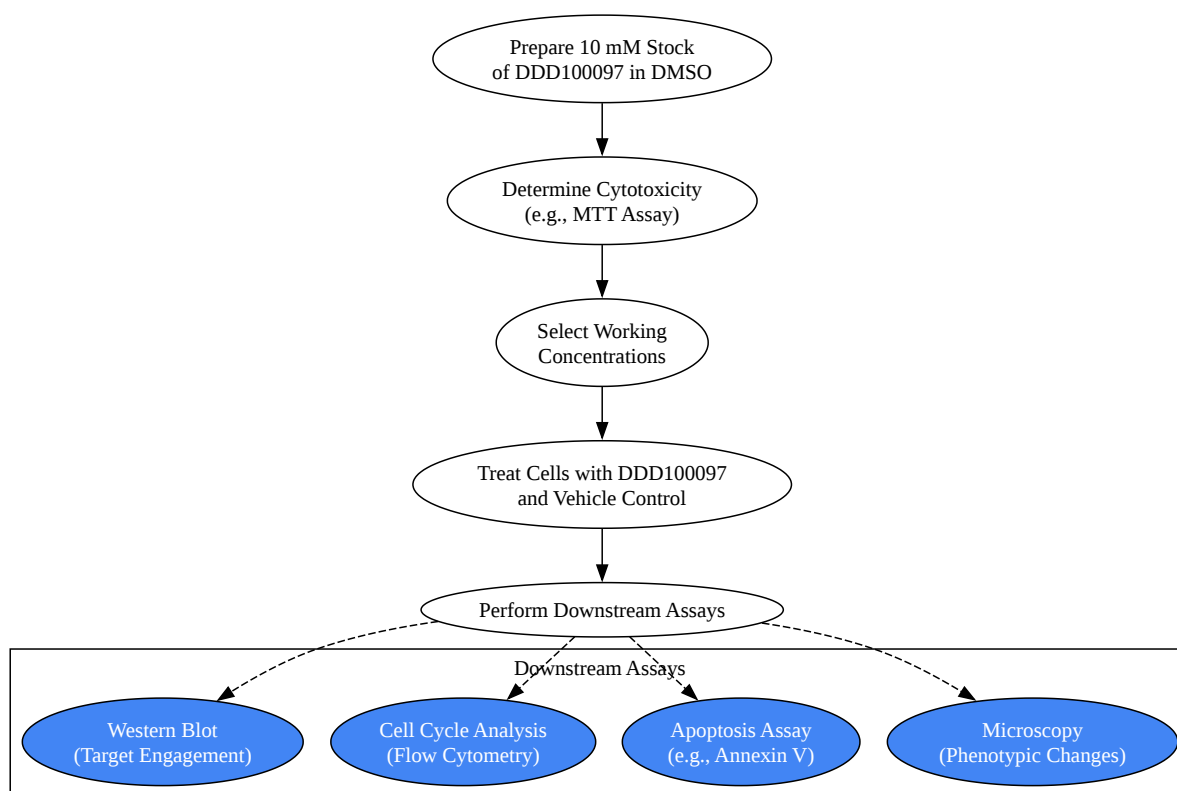 Prepare 10 mM Stock
of DDD100097 in DMSO
Determine Cytotoxicity
(e.g., MTT Assay)
Select Working
Concentrations
Treat Cells with DDD100097
and Vehicle Control
Perform Downstream Assays
Downstream Assays
Western Blot
(Target Engagement)
Cell Cycle Analysis
(Flow Cytometry)
Apoptosis Assay
(e.g., Annexin V)
Microscopy
(Phenotypic Changes)